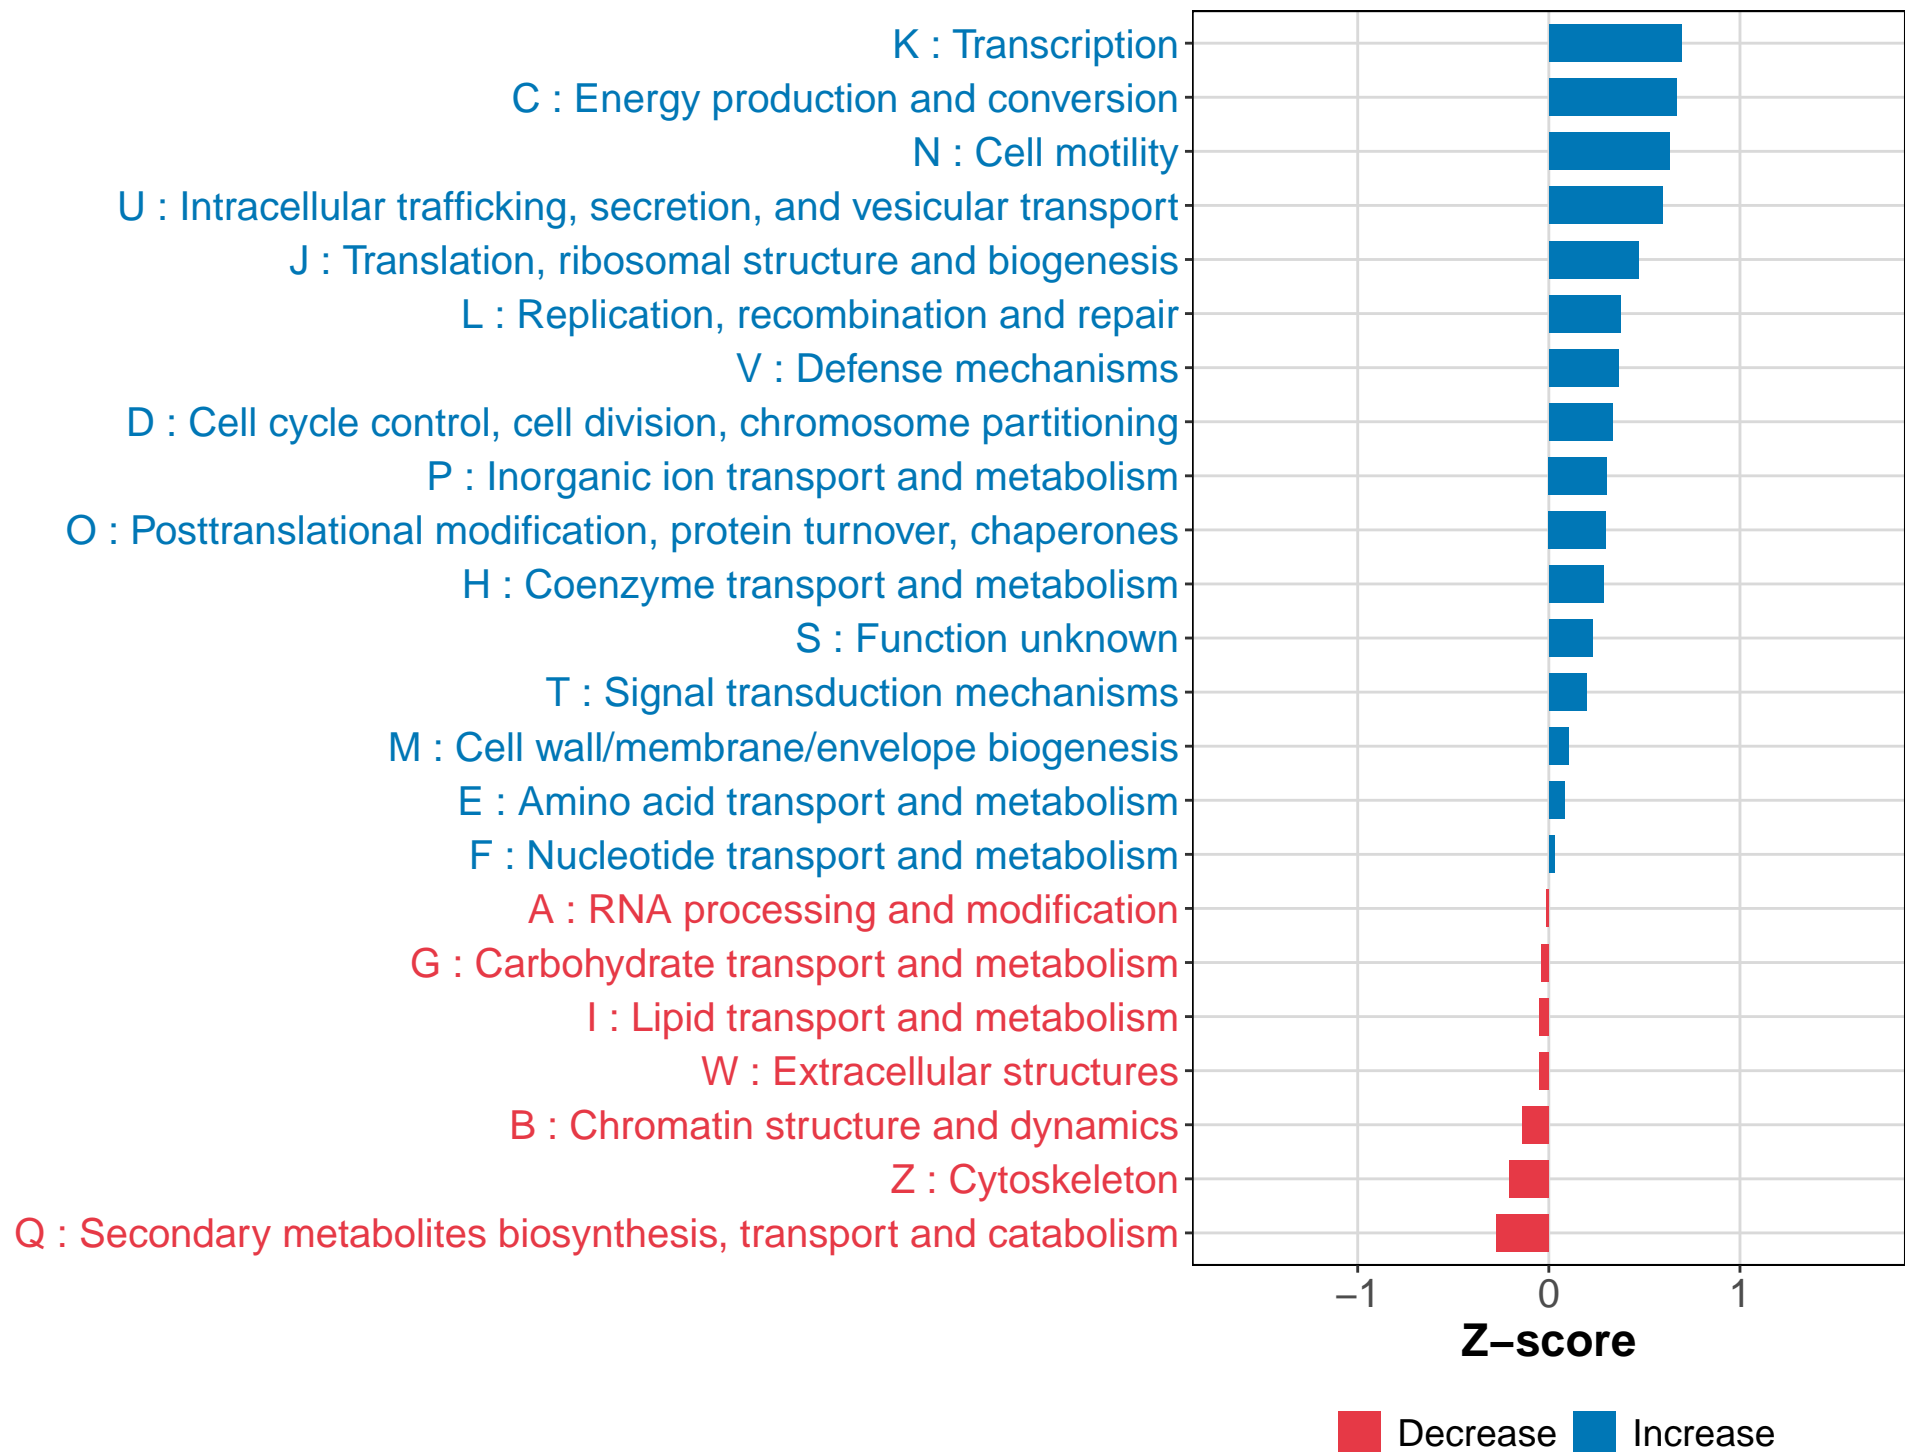 K : Transcription
C : Energy production and conversion
N : Cell motility
U : Intracellular trafficking, secretion, and vesicular transport
J : Translation, ribosomal structure and biogenesis
L : Replication, recombination and repair
V : Defense mechanisms
D : Cell cycle control, cell division, chromosome partitioning
P : Inorganic ion transport and metabolism
O : Posttranslational modification, protein turnover, chaperones
H : Coenzyme transport and metabolism
S : Function unknown
T : Signal transduction mechanisms
M : Cell wall/membrane/envelope biogenesis
E : Amino acid transport and metabolism
F : Nucleotide transport and metabolism
A : RNA processing and modification
G : Carbohydrate transport and metabolism
I : Lipid transport and metabolism
W : Extracellular structures
B : Chromatin structure and dynamics
Z : Cytoskeleton
Q : Secondary metabolites biosynthesis, transport and catabolism
−1 0 1
Z−score
Decrease Increase